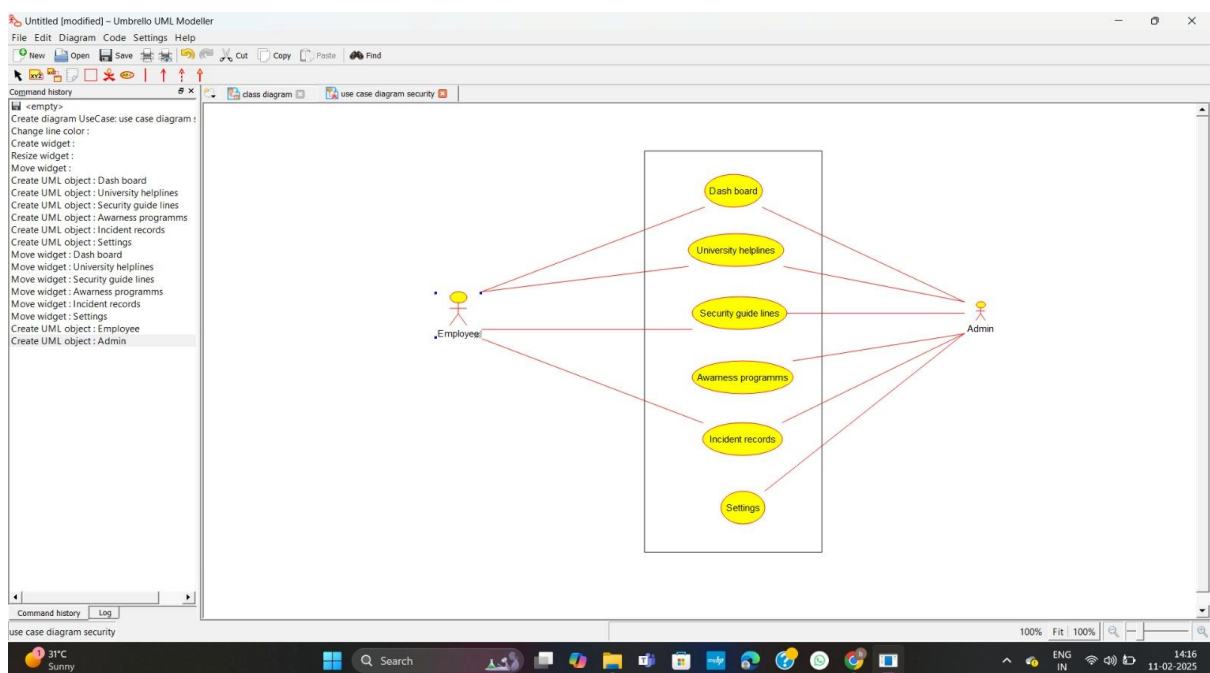 Untitled [modified] – Umbrello UML Modeller
File Edit Diagram Code Settings Help
New Open Save Cut Copy Paste Find
Command history
class diagram
use case diagram security
<empty>
Create diagram UseCase: use case diagram s
Change line color :
Create widget :
Resize widget :
Move widget :
Create UML object : Dash board
Create UML object : University helplines
Create UML object : Security guide lines
Create UML object : Awarness programms
Create UML object : Incident records
Create UML object : Settings
Move widget : Dash board
Move widget : University helplines
Move widget : Security guide lines
Move widget : Awarness programms
Move widget : Incident records
Move widget : Settings
Create UML object : Employee
Create UML object : Admin
Dash board
University helplines
Security guide lines
Awarness programms
Incident records
Settings
Employee
Admin
Command history Log
use case diagram security
100% Fit 100%
1
31°C
Sunny
Search
ENG
IN
14:16
11-02-2025